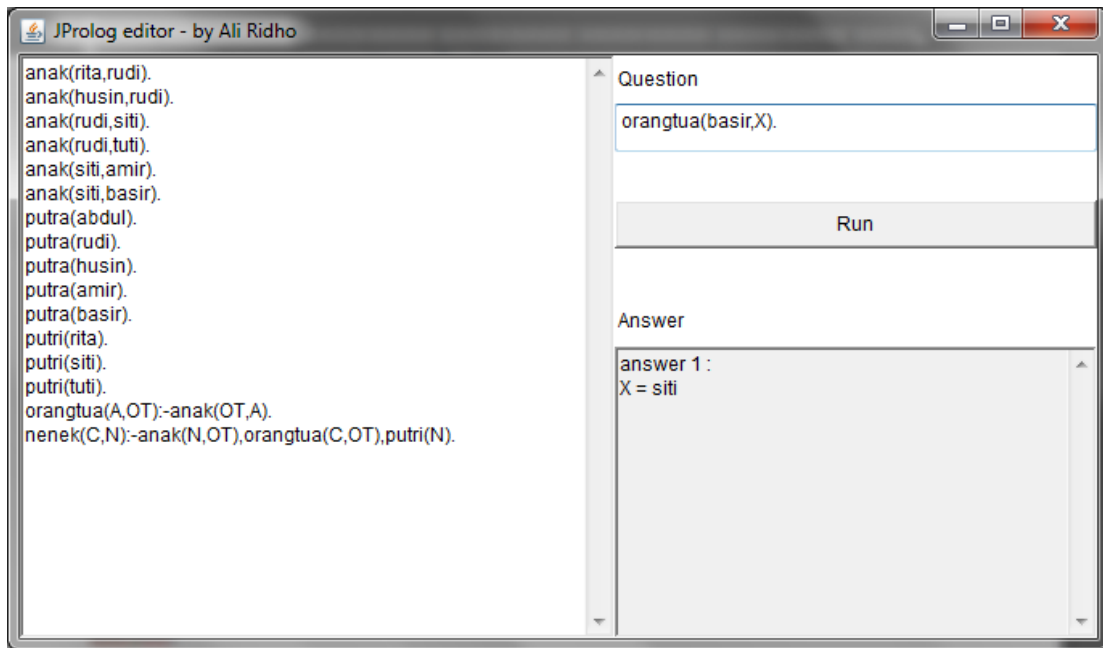 JProlog editor - by Ali Ridho
anak(rita,rudi).
anak(husin,rudi).
anak(rudi,siti).
anak(rudi,tuti).
anak(siti,amir).
anak(siti,basir).
putra(abdul).
putra(rudi).
putra(husin).
putra(amir).
putra(basir).
putri(rita).
putri(siti).
putri(tuti).
orangtua(A,OT):-anak(OT,A).
nenek(C,N):-anak(N,OT),orangtua(C,OT),putri(N).
Question
orangtua(basir,X).
Run
Answer
answer 1 :
X = siti